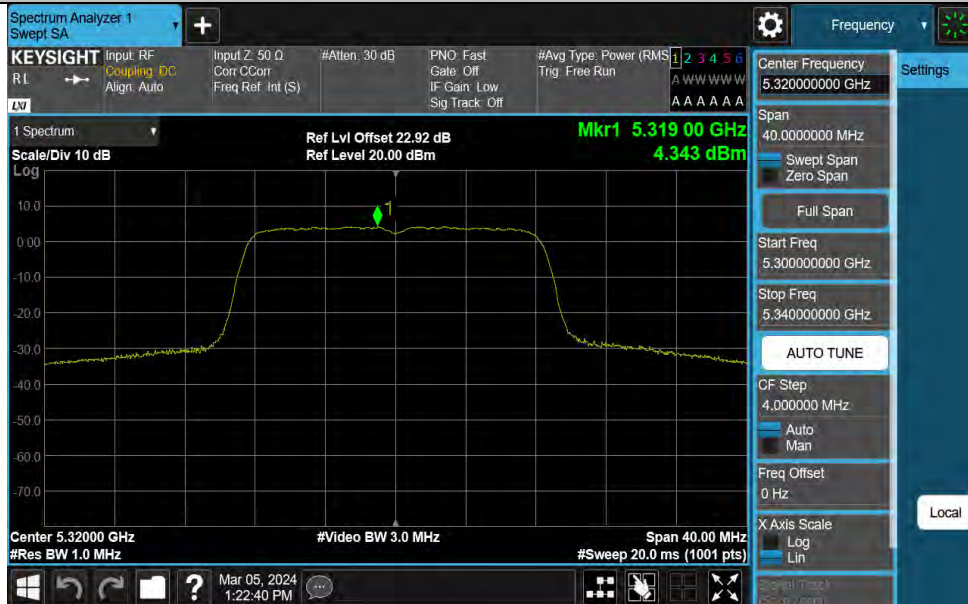 Spectrum Analyzer 1
Swept SA
Frequency
KEYSIGHT
RL
LXI
Input: RF
Coupling: DC
Align: Auto
Input Z: 50 Ω
Corr CCorr
Freq Ref: Int (S)
#Atten: 30 dB
PNO: Fast
Gate: Off
IF Gain: Low
Sig Track: Off
#Avg Type: Power (RMS
Trig: Free Run
1 2 3 4 5 6
A W W W W W
A A A A A A
1 Spectrum
Scale/Div 10 dB
Log
Ref Lvl Offset 22.92 dB
Ref Level 20.00 dBm
Mkr1 5.319 00 GHz
4.343 dBm
1
10.0
0.00
-10.0
-20.0
-30.0
-40.0
-50.0
-60.0
-70.0
Center 5.32000 GHz
#Res BW 1.0 MHz
#Video BW 3.0 MHz
Span 40.00 MHz
#Sweep 20.0 ms (1001 pts)
Center Frequency
5.320000000 GHz
Settings
Span
40.0000000 MHz
Swept Span
Zero Span
Full Span
Start Freq
5.300000000 GHz
Stop Freq
5.340000000 GHz
AUTO TUNE
CF Step
4.000000 MHz
Auto
Man
Freq Offset
0 Hz
Local
X Axis Scale
Log
Lin
Signal Track
?
Mar 05, 2024
1:22:40 PM